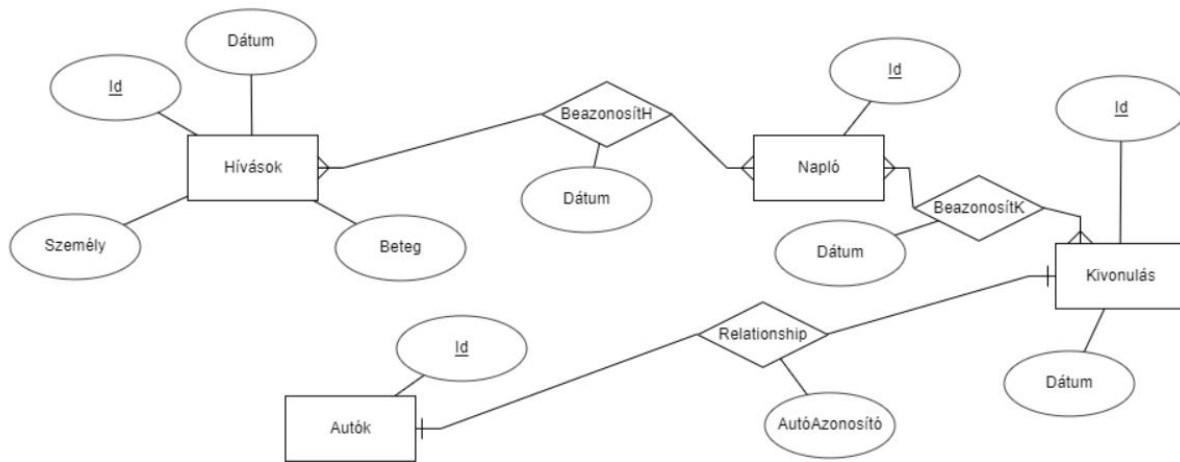 Dátum
Id
Hívások
Személy
Beteg
BeazonosítH
Dátum
Id
Napló
BeazonosítK
Dátum
Id
Kivonulás
Dátum
Relationship
AutóAzonosító
Id
Autók